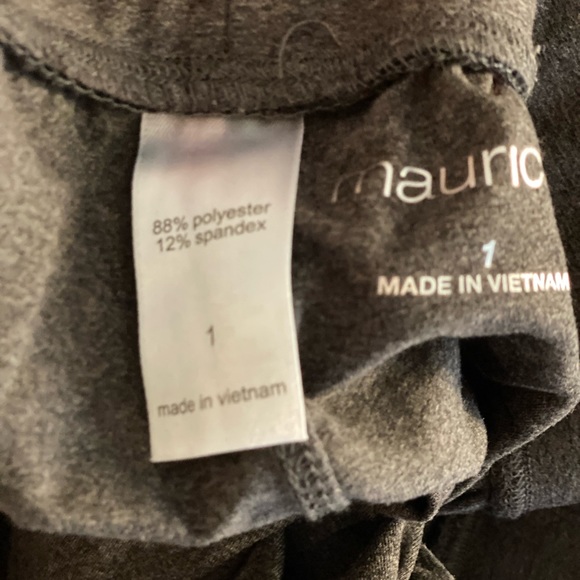 88% polyester
12% spandex
1
made in vietnam
mauric
1
MADE IN VIETNAM